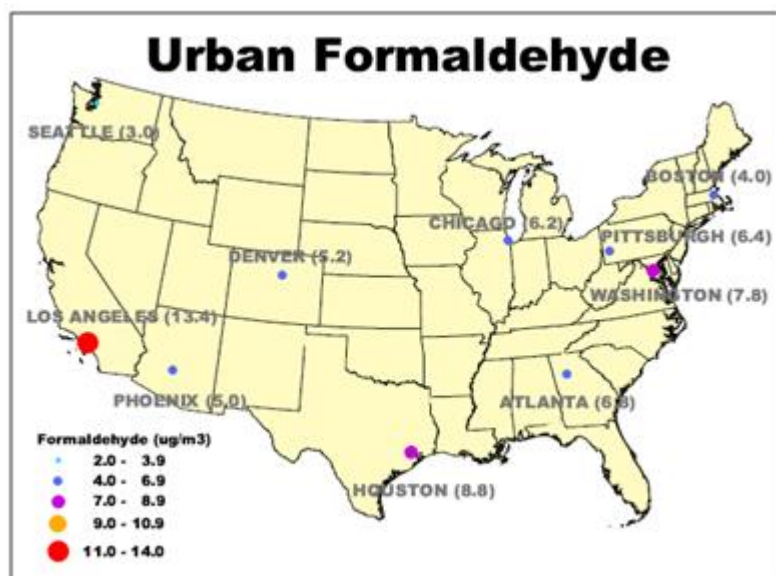 Urban Formaldehyde
SEATTLE (3.0)
BOSTON (4.0)
CHICAGO (6.2)
PITTSBURGH (6.4)
DENVER (5.2)
WASHINGTON (7.8)
LOS ANGELES (13.4)
PHOENIX (5.0)
ATLANTA (6.8)
HOUSTON (8.8)
Formaldehyde (ug/m3)
2.0 - 3.9
4.0 - 6.9
7.0 - 8.9
9.0 - 10.9
11.0 - 14.0